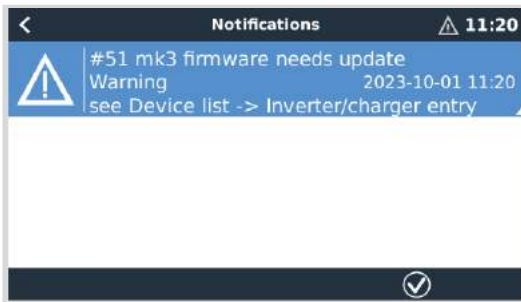 Notifications 11:20
#51 mk3 firmware needs update
Warning 2023-10-01 11:20
see Device list -> Inverter/charger entry